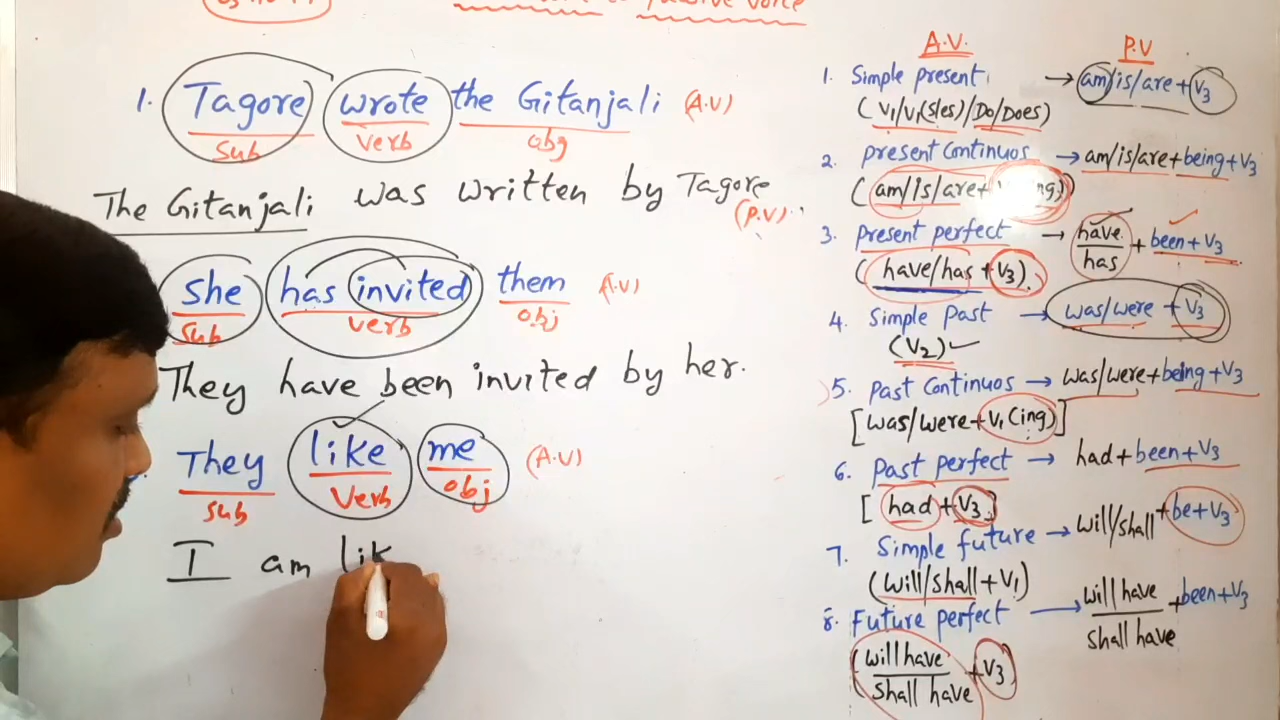 Passive voice
1. Tagore wrote the Gitanjali (A.V)
Sub verb obj
The Gitanjali was written by Tagore
(P.V)
She has invited them (A.V)
Sub verb obj
They have been invited by her.
They like me (A.V)
Sub Verb obj
I am lik
A.V. P.V
1. Simple present → am/is/are + V3
(V1/V1(s/es)/Do/Does)
2. present Continuos → am/is/are + being + V3
(am/is/are + ing)
3. Present perfect → have/has + been + V3
(have/has + V3)
4. Simple Past → was/were + V3
(V2)
5. Past Continuos → was/were + being + V3
[was/were + V1(ing)]
6. Past perfect → had + been + V3
[had + V3]
7. Simple future → will/shall + be + V3
(will/shall + V1)
8. Future perfect → will have/shall have + been + V3
(will have/shall have + V3)